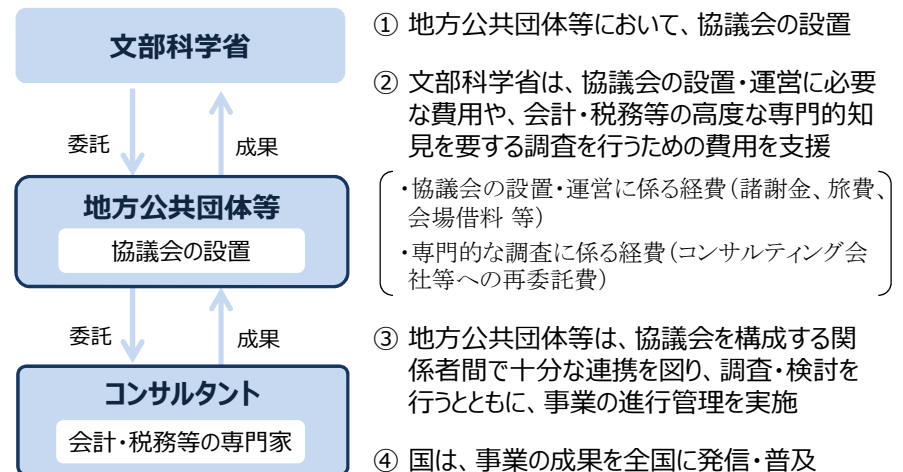 文部科学省
委託
成果
地方公共団体等
協議会の設置
委託
成果
コンサルタント
会計・税務等の専門家
① 地方公共団体等において、協議会の設置
② 文部科学省は、協議会の設置・運営に必要
な費用や、会計・税務等の高度な専門的知
見を要する調査を行うための費用を支援
・協議会の設置・運営に係る経費(諸謝金、旅費、
会場借料 等)
・専門的な調査に係る経費(コンサルティング会
社等への再委託費)
③ 地方公共団体等は、協議会を構成する関
係者間で十分な連携を図り、調査・検討を
行うとともに、事業の進行管理を実施
④ 国は、事業の成果を全国に発信・普及